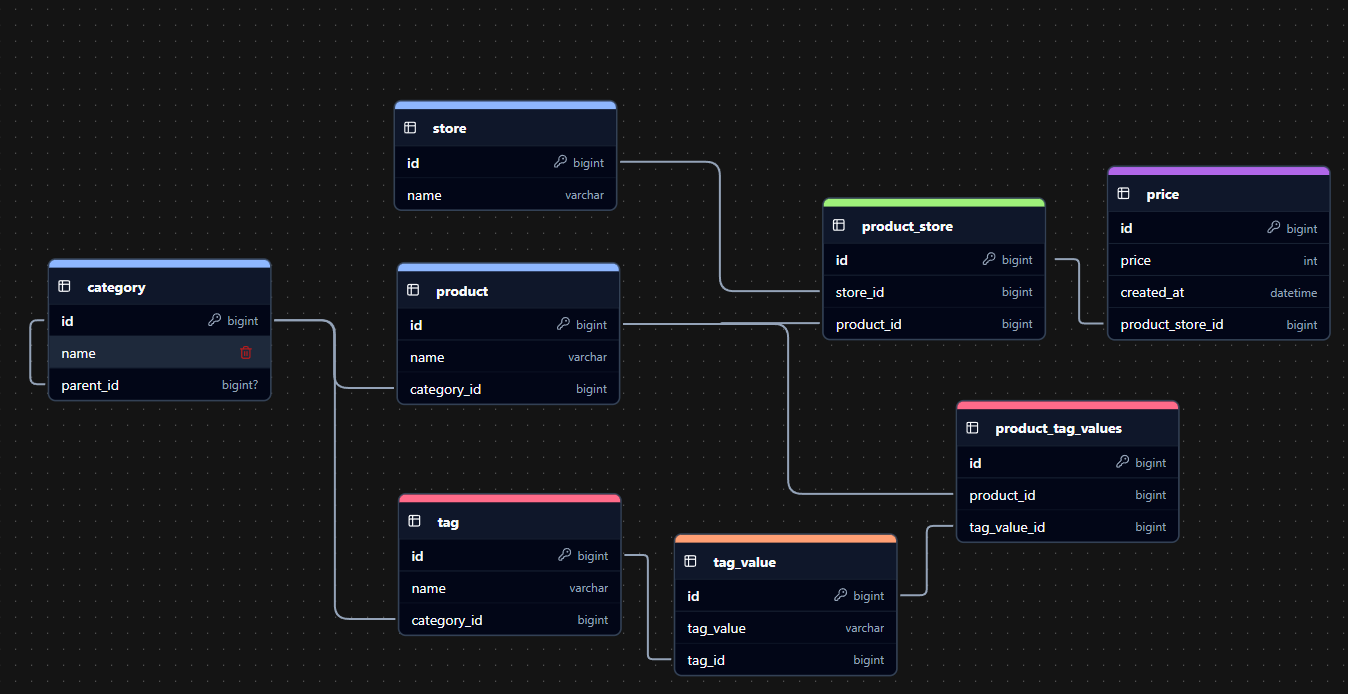 store
id bigint
name varchar
category
id bigint
name
parent_id bigint?
product
id bigint
name varchar
category_id bigint
product_store
id bigint
store_id bigint
product_id bigint
price
id bigint
price int
created_at datetime
product_store_id bigint
product_tag_values
id bigint
product_id bigint
tag_value_id bigint
tag
id bigint
name varchar
category_id bigint
tag_value
id bigint
tag_value varchar
tag_id bigint